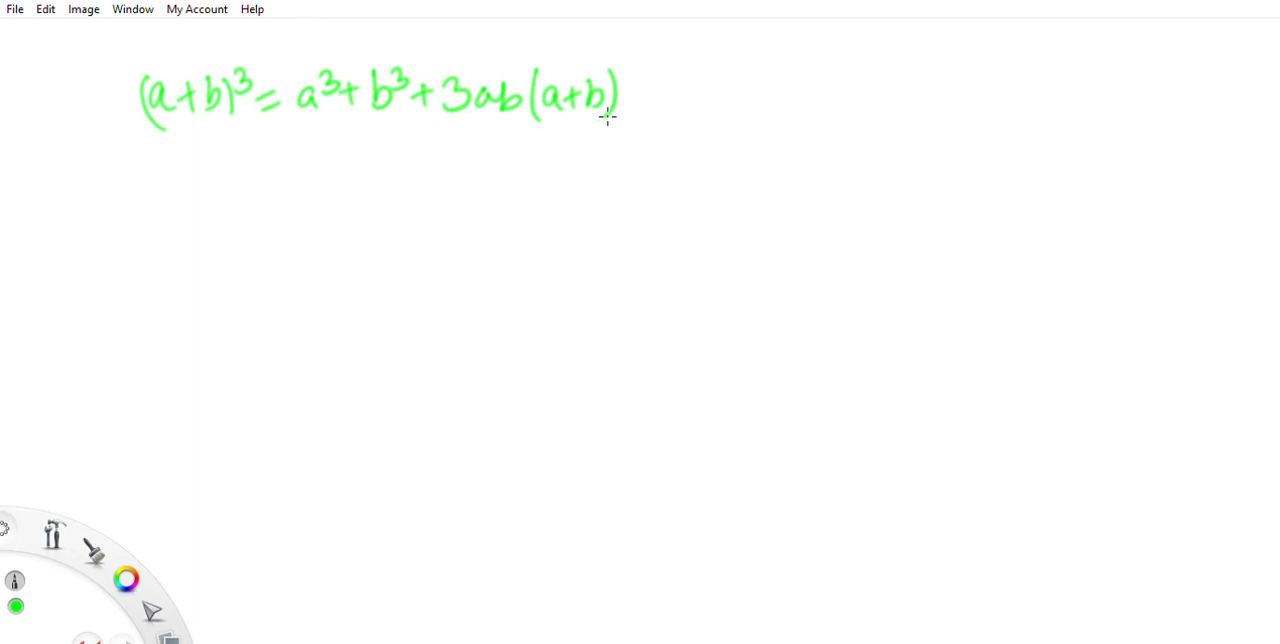 File Edit Image Window My Account Help
(a+b)³ = a³ + b³ + 3ab(a+b)